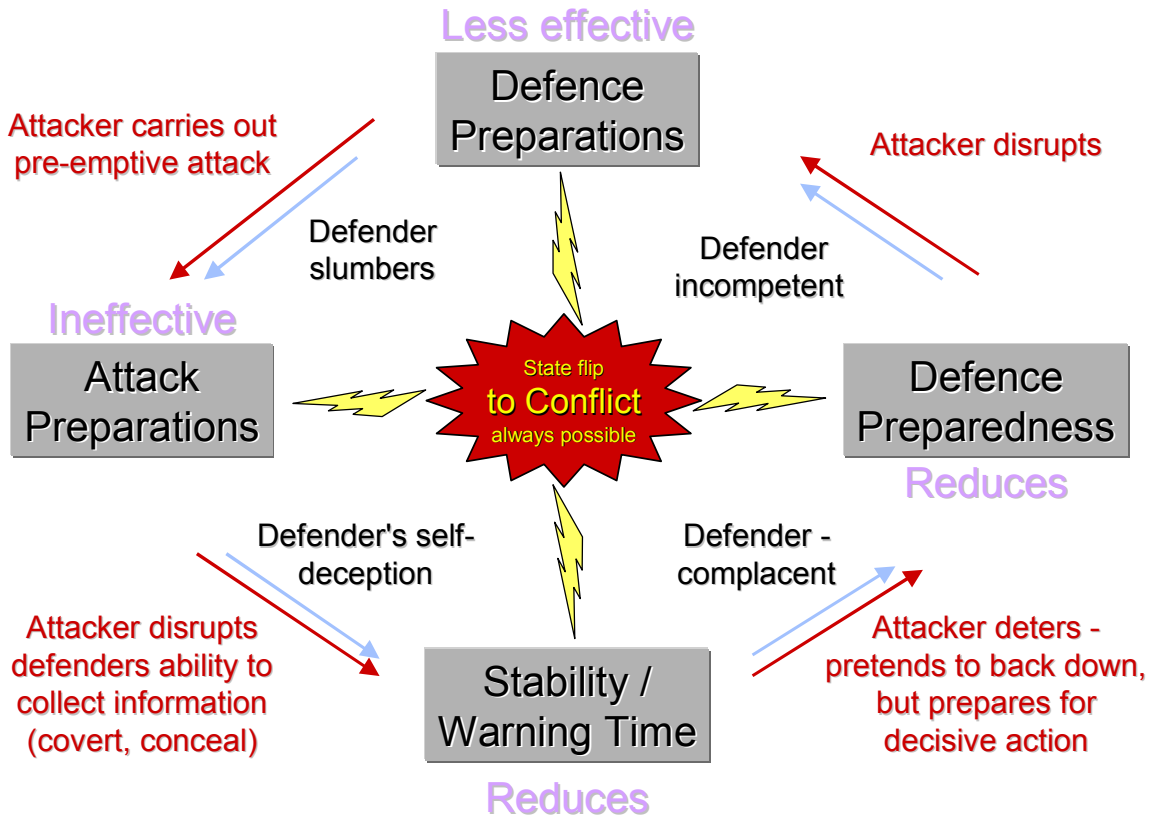 Less effective
Defence
Preparations
Attacker carries out
pre-emptive attack
Attacker disrupts
Defender
slumbers
Defender
incompetent
Ineffective
Attack
Preparations
State flip
to Conflict
always possible
Defence
Preparedness
Reduces
Defender's self-
deception
Defender -
complacent
Attacker disrupts
defenders ability to
collect information
(covert, conceal)
Attacker deters -
pretends to back down,
but prepares for
decisive action
Stability /
Warning Time
Reduces